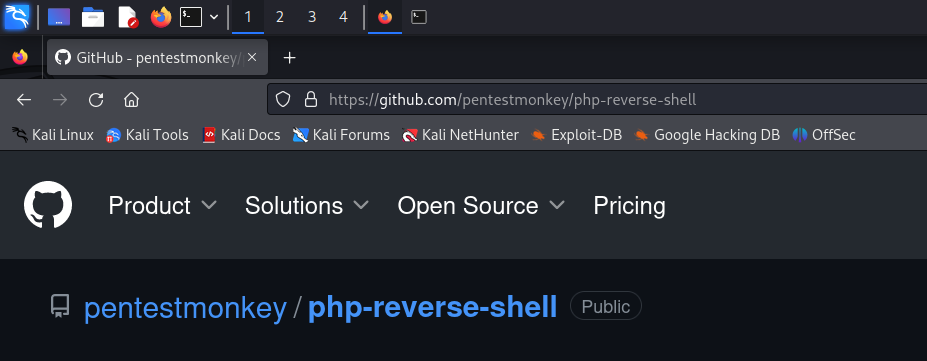 1 2 3 4
GitHub - pentestmonkey/
https://github.com/pentestmonkey/php-reverse-shell
Kali Linux Kali Tools Kali Docs Kali Forums Kali NetHunter Exploit-DB Google Hacking DB OffSec
Product Solutions Open Source Pricing
pentestmonkey / php-reverse-shell Public